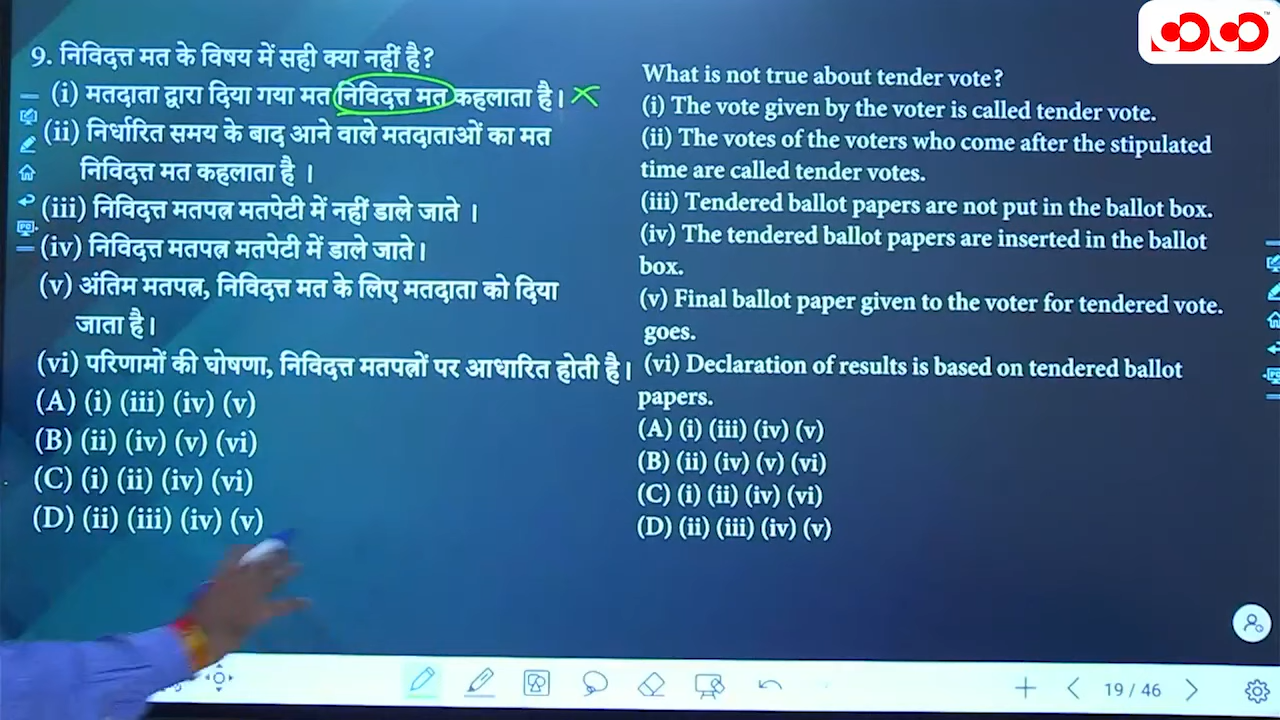 9. निविदत्त मत के विषय में सही क्या नहीं है?
(i) मतदाता द्वारा दिया गया मत निविदत्त मत कहलाता है।
(ii) निर्धारित समय के बाद आने वाले मतदाताओं का मत
निविदत्त मत कहलाता है ।
(iii) निविदत्त मतपत्र मतपेटी में नहीं डाले जाते ।
(iv) निविदत्त मतपत्र मतपेटी में डाले जाते।
(v) अंतिम मतपत्र, निविदत्त मत के लिए मतदाता को दिया
जाता है।
(vi) परिणामों की घोषणा, निविदत्त मतपत्रों पर आधारित होती है।
(A) (i) (iii) (iv) (v)
(B) (ii) (iv) (v) (vi)
(C) (i) (ii) (iv) (vi)
(D) (ii) (iii) (iv) (v)
What is not true about tender vote?
(i) The vote given by the voter is called tender vote.
(ii) The votes of the voters who come after the stipulated
time are called tender votes.
(iii) Tendered ballot papers are not put in the ballot box.
(iv) The tendered ballot papers are inserted in the ballot
box.
(v) Final ballot paper given to the voter for tendered vote.
goes.
(vi) Declaration of results is based on tendered ballot
papers.
(A) (i) (iii) (iv) (v)
(B) (ii) (iv) (v) (vi)
(C) (i) (ii) (iv) (vi)
(D) (ii) (iii) (iv) (v)
19 / 46